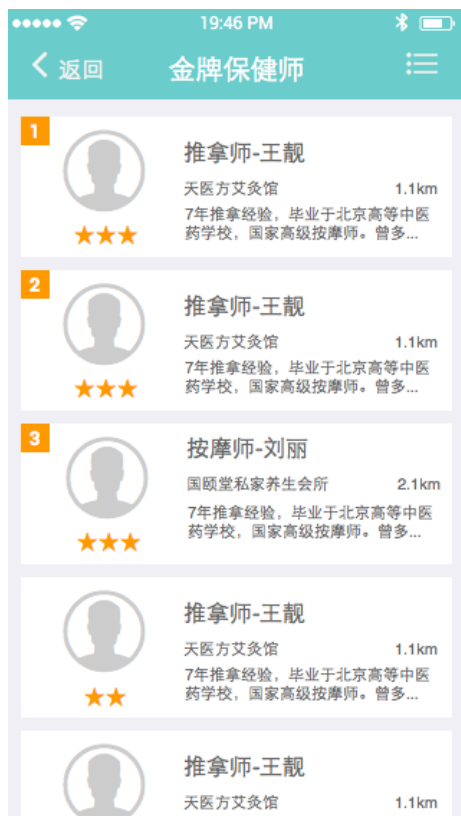 19:46 PM
返回
金牌保健师
1
推拿师-王靓
天医方艾灸馆 1.1km
7年推拿经验，毕业于北京高等中医
药学校，国家高级按摩师。曾多...
2
推拿师-王靓
天医方艾灸馆 1.1km
7年推拿经验，毕业于北京高等中医
药学校，国家高级按摩师。曾多...
3
按摩师-刘丽
国颐堂私家养生会所 2.1km
7年推拿经验，毕业于北京高等中医
药学校，国家高级按摩师。曾多...
推拿师-王靓
天医方艾灸馆 1.1km
7年推拿经验，毕业于北京高等中医
药学校，国家高级按摩师。曾多...
推拿师-王靓
天医方艾灸馆 1.1km